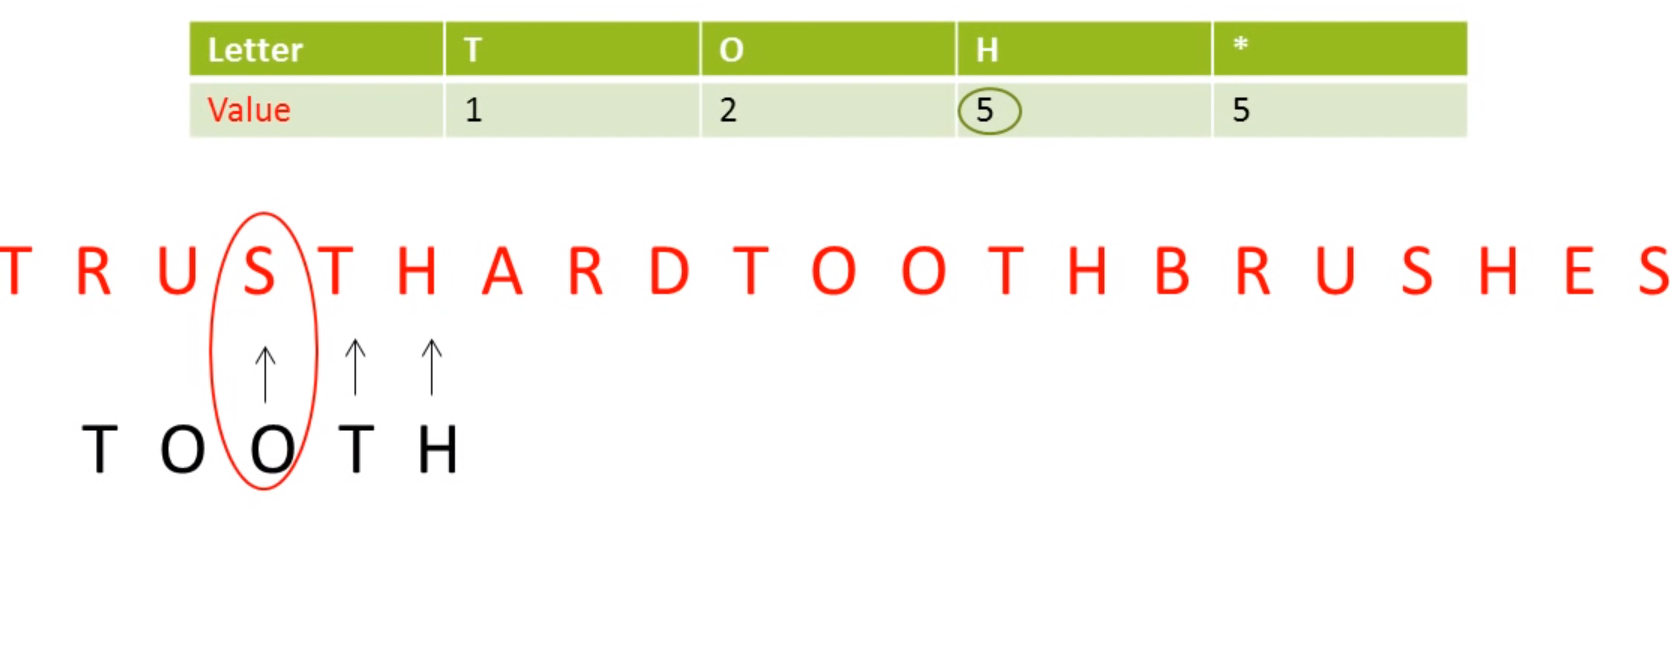 Letter T O H *
Value 1 2 5 5
T R U S T H A R D T O O T H B R U S H E S
T O O T H